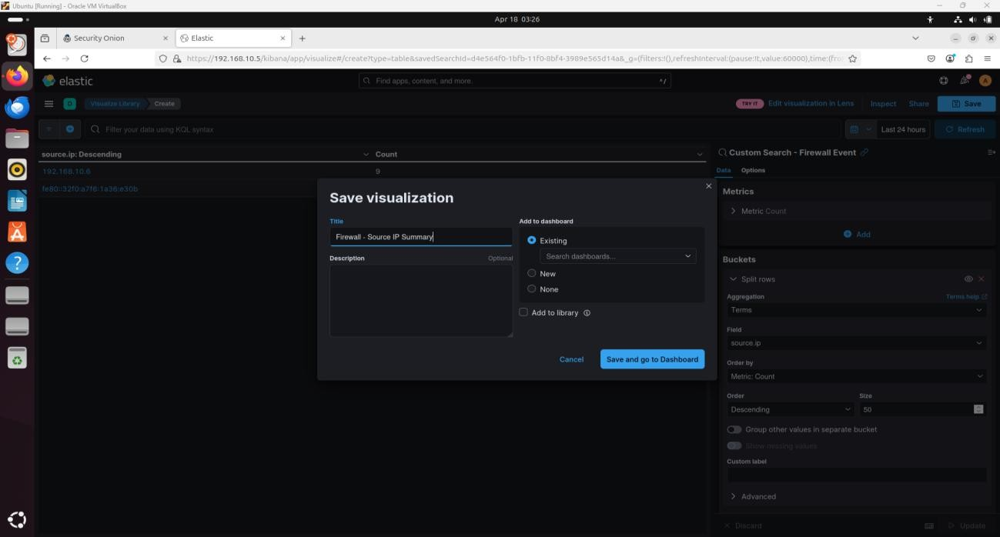 Ubuntu [Running] - Oracle VM VirtualBox
Apr 18 03:26
Security Onion
Elastic
https://192.168.10.5/kibana/app/visualize#/create?type=table&savedSearchId=d4e564f0-1bfb-11f0-8bf4-3989e565d14a&_g=(filters:!(),refreshInterval:(pause:!t,value:60000),time:(fro
elastic
Find apps, content, and more.
^/
A
D
Visualize Library
Create
TRY IT
Edit visualization in Lens
Inspect
Share
Save
Filter your data using KQL syntax
Last 24 hours
Refresh
source.ip: Descending
Count
192.168.10.6
9
fe80::32f0:a7f6:1a36:e30b
Custom Search - Firewall Event
Data
Options
Metrics
Metric Count
Add
Buckets
Split rows
Aggregation
Terms help
Terms
Field
source.ip
Order by
Metric: Count
Order
Size
Descending
50
Group other values in separate bucket
Show missing values
Custom label
Advanced
Discard
Update
Save visualization
Title
Firewall - Source IP Summary
Description
Optional
Add to dashboard
Existing
Search dashboards...
New
None
Add to library
Cancel
Save and go to Dashboard